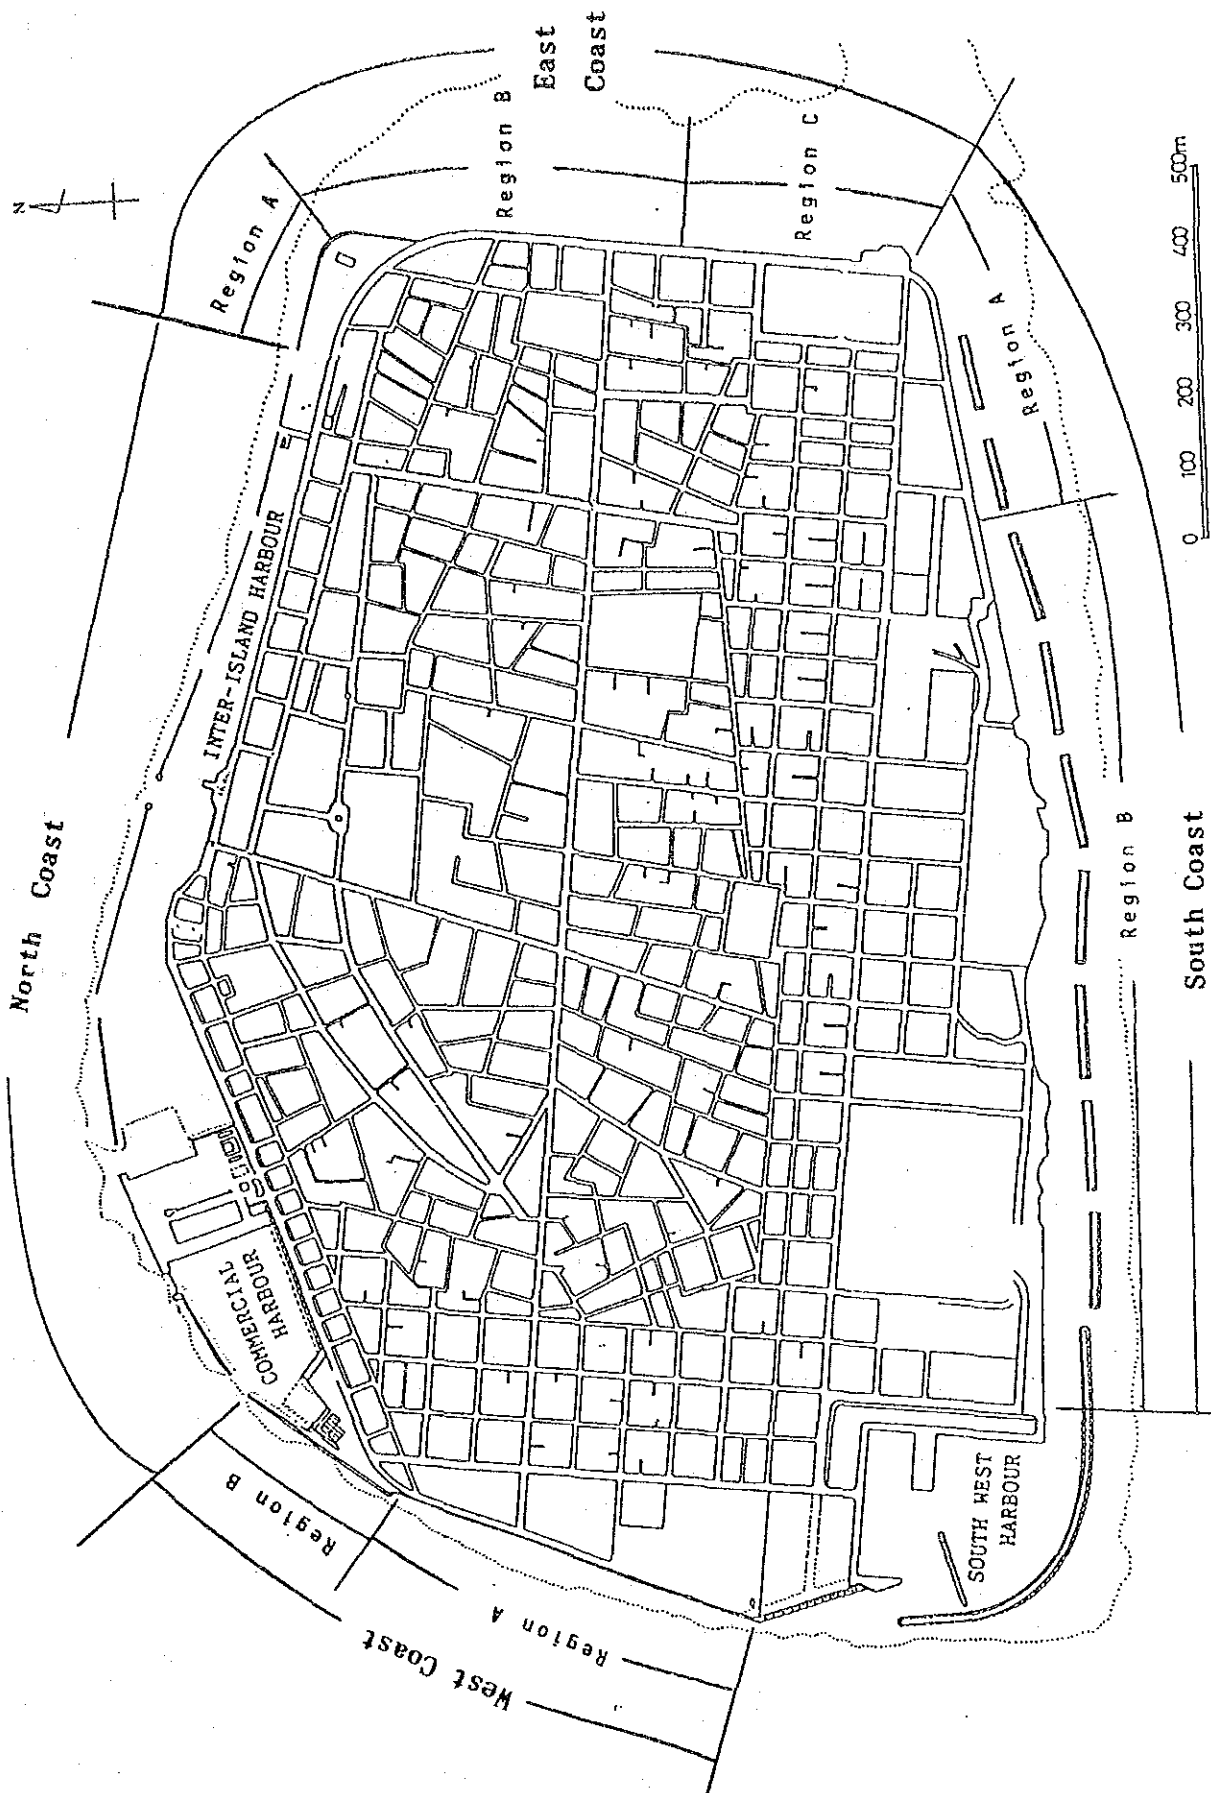 North Coast
N
INTER-ISLAND HARBOUR
COMMERCIAL
HARBOUR
Region A
Region B
East
Coast
Region C
Region A
Region B
South Coast
SOUTH WEST
HARBOUR
Region B
Region A
West Coast
0 100 200 300 400 500m